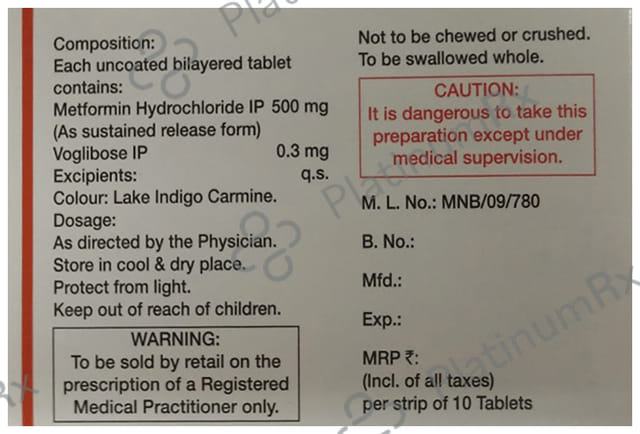 Composition:
Each uncoated bilayered tablet
contains:
Metformin Hydrochloride IP 500 mg
(As sustained release form)
Voglibose IP 0.3 mg
Excipients: q.s.
Colour: Lake Indigo Carmine.
Dosage:
As directed by the Physician.
Store in cool & dry place.
Protect from light.
Keep out of reach of children.
WARNING:
To be sold by retail on the
prescription of a Registered
Medical Practitioner only.
Not to be chewed or crushed.
To be swallowed whole.
CAUTION:
It is dangerous to take this
preparation except under
medical supervision.
M. L. No.: MNB/09/780
B. No.:
Mfd.:
Exp.:
MRP ₹:
(Incl. of all taxes)
per strip of 10 Tablets
PlatinumRx
PlatinumRx
PlatinumRx
Rx